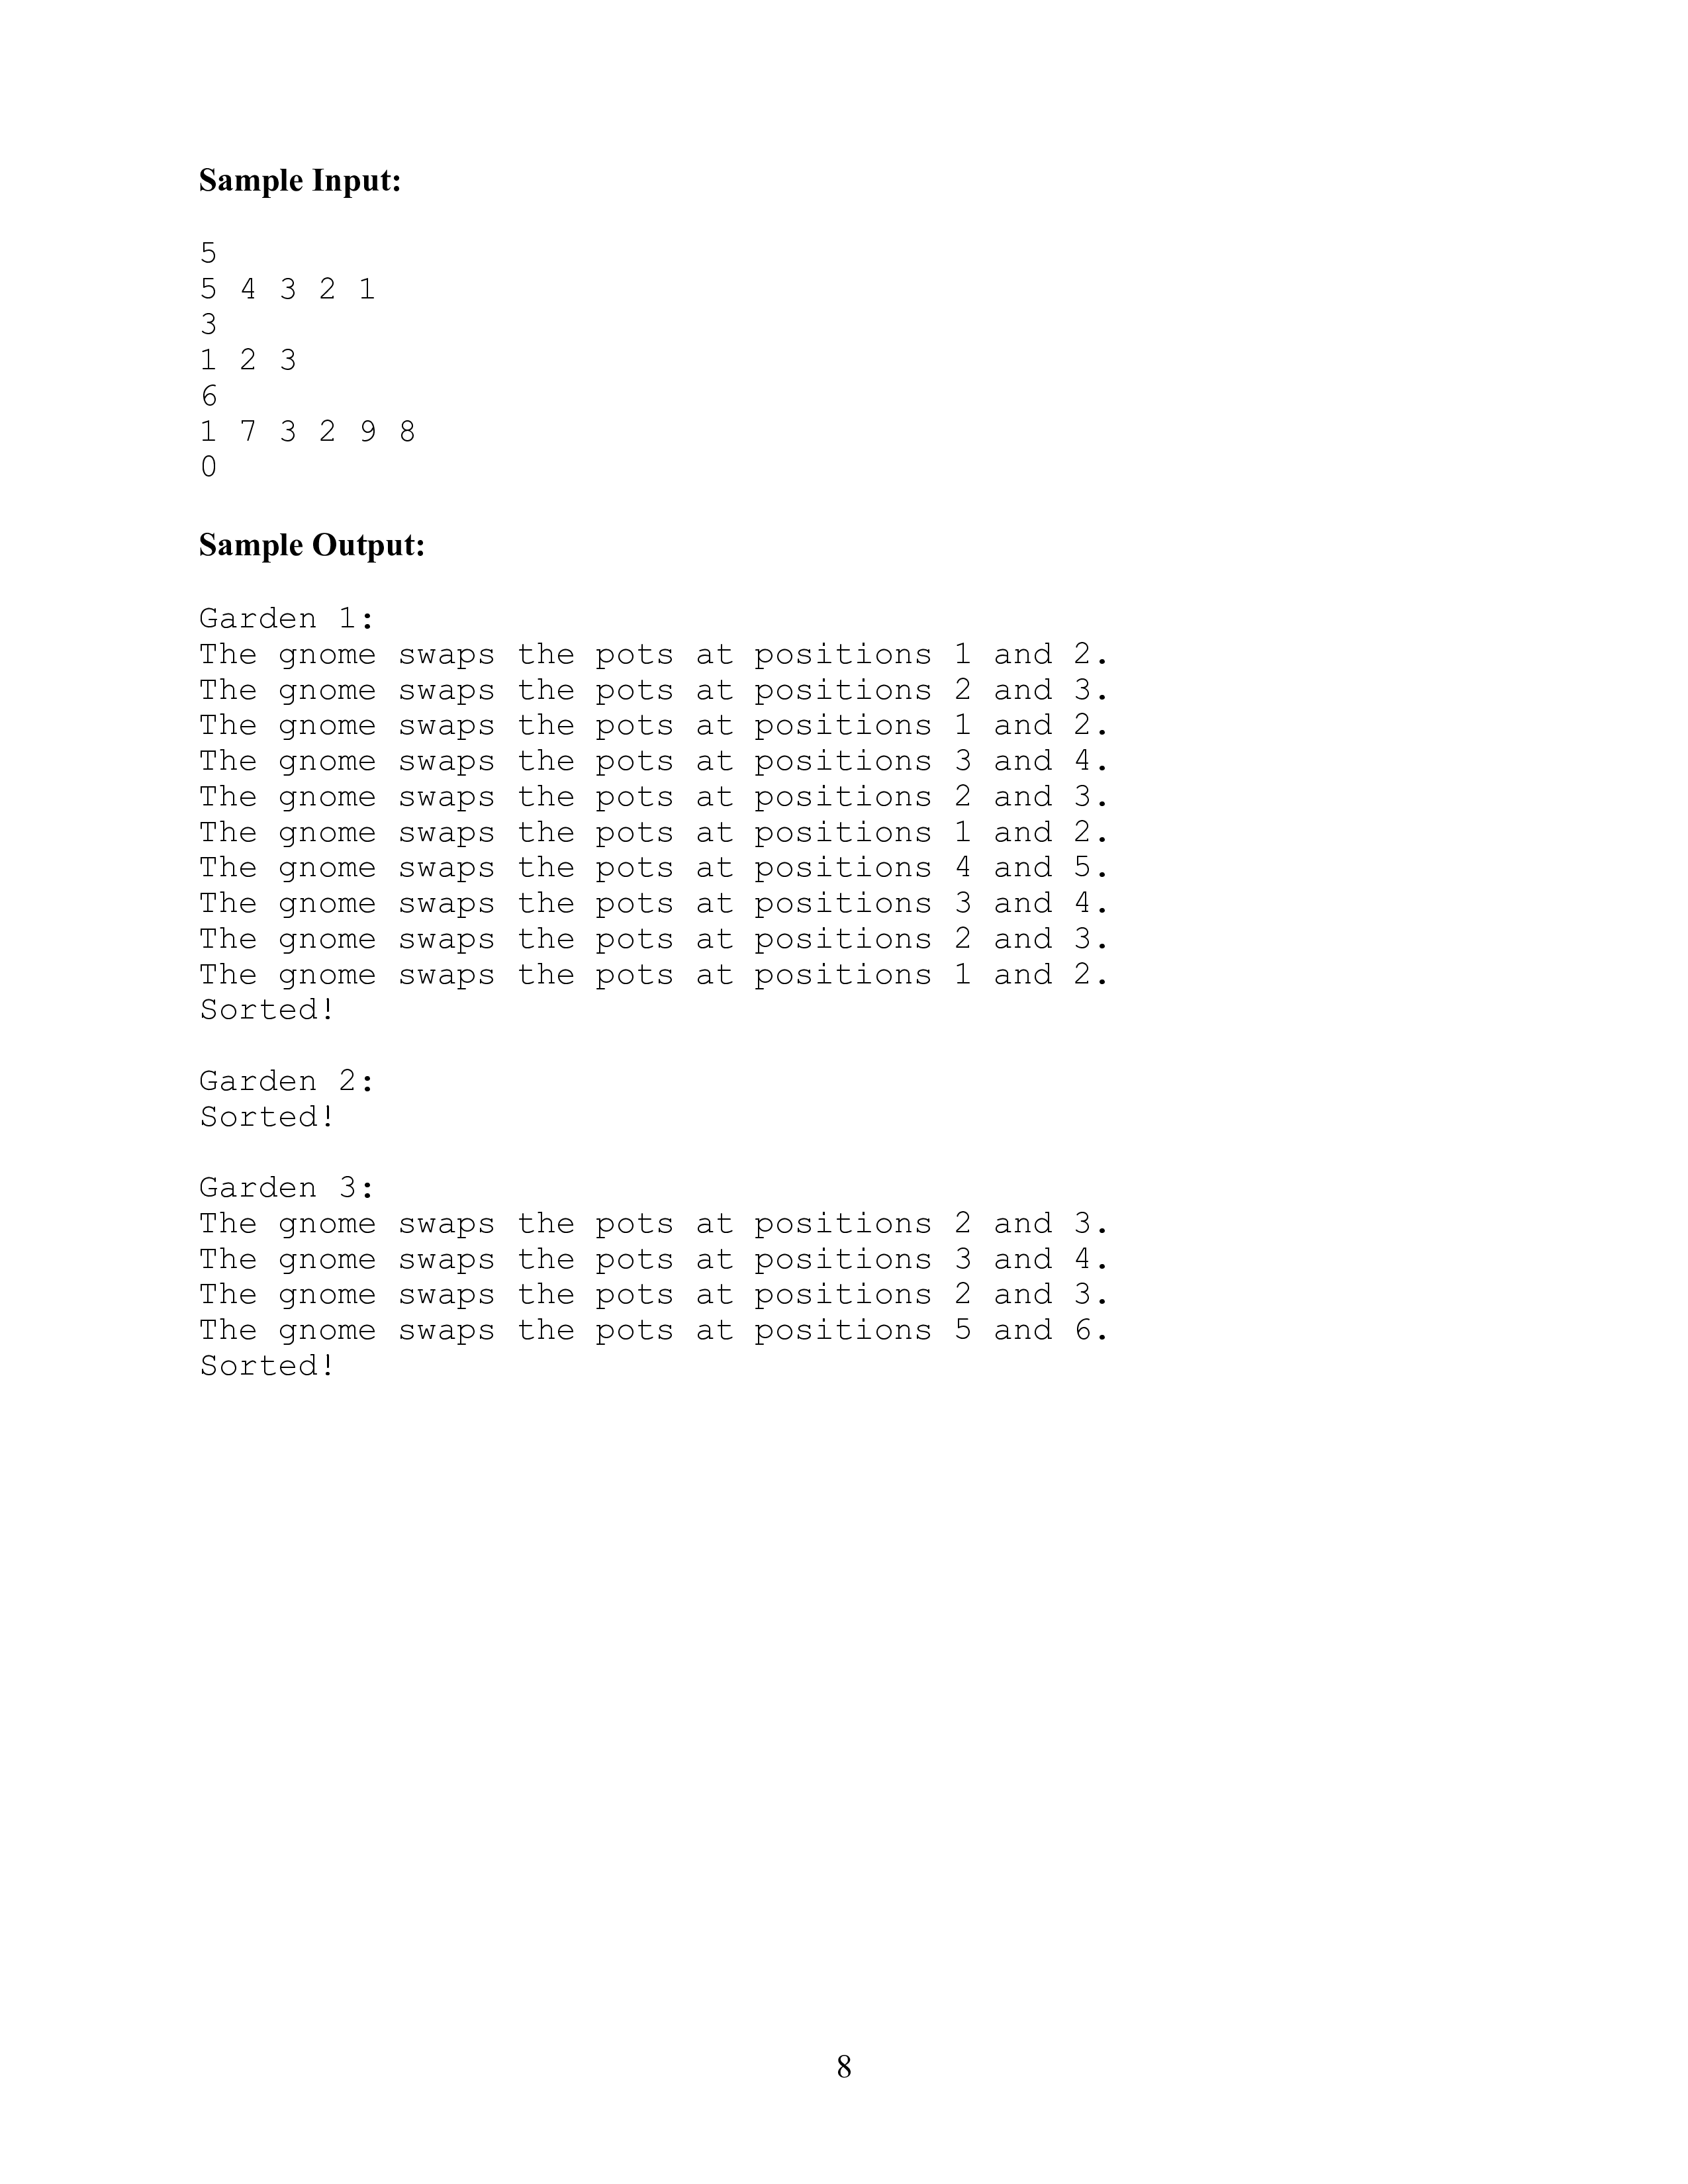 Sample Input:
5
5 4 3 2 1
3
1 2 3
6
1 7 3 2 9 8
0
Sample Output:
Garden 1:
The gnome swaps the pots at positions 1 and 2.
The gnome swaps the pots at positions 2 and 3.
The gnome swaps the pots at positions 1 and 2.
The gnome swaps the pots at positions 3 and 4.
The gnome swaps the pots at positions 2 and 3.
The gnome swaps the pots at positions 1 and 2.
The gnome swaps the pots at positions 4 and 5.
The gnome swaps the pots at positions 3 and 4.
The gnome swaps the pots at positions 2 and 3.
The gnome swaps the pots at positions 1 and 2.
Sorted!
Garden 2:
Sorted!
Garden 3:
The gnome swaps the pots at positions 2 and 3.
The gnome swaps the pots at positions 3 and 4.
The gnome swaps the pots at positions 2 and 3.
The gnome swaps the pots at positions 5 and 6.
Sorted!
8